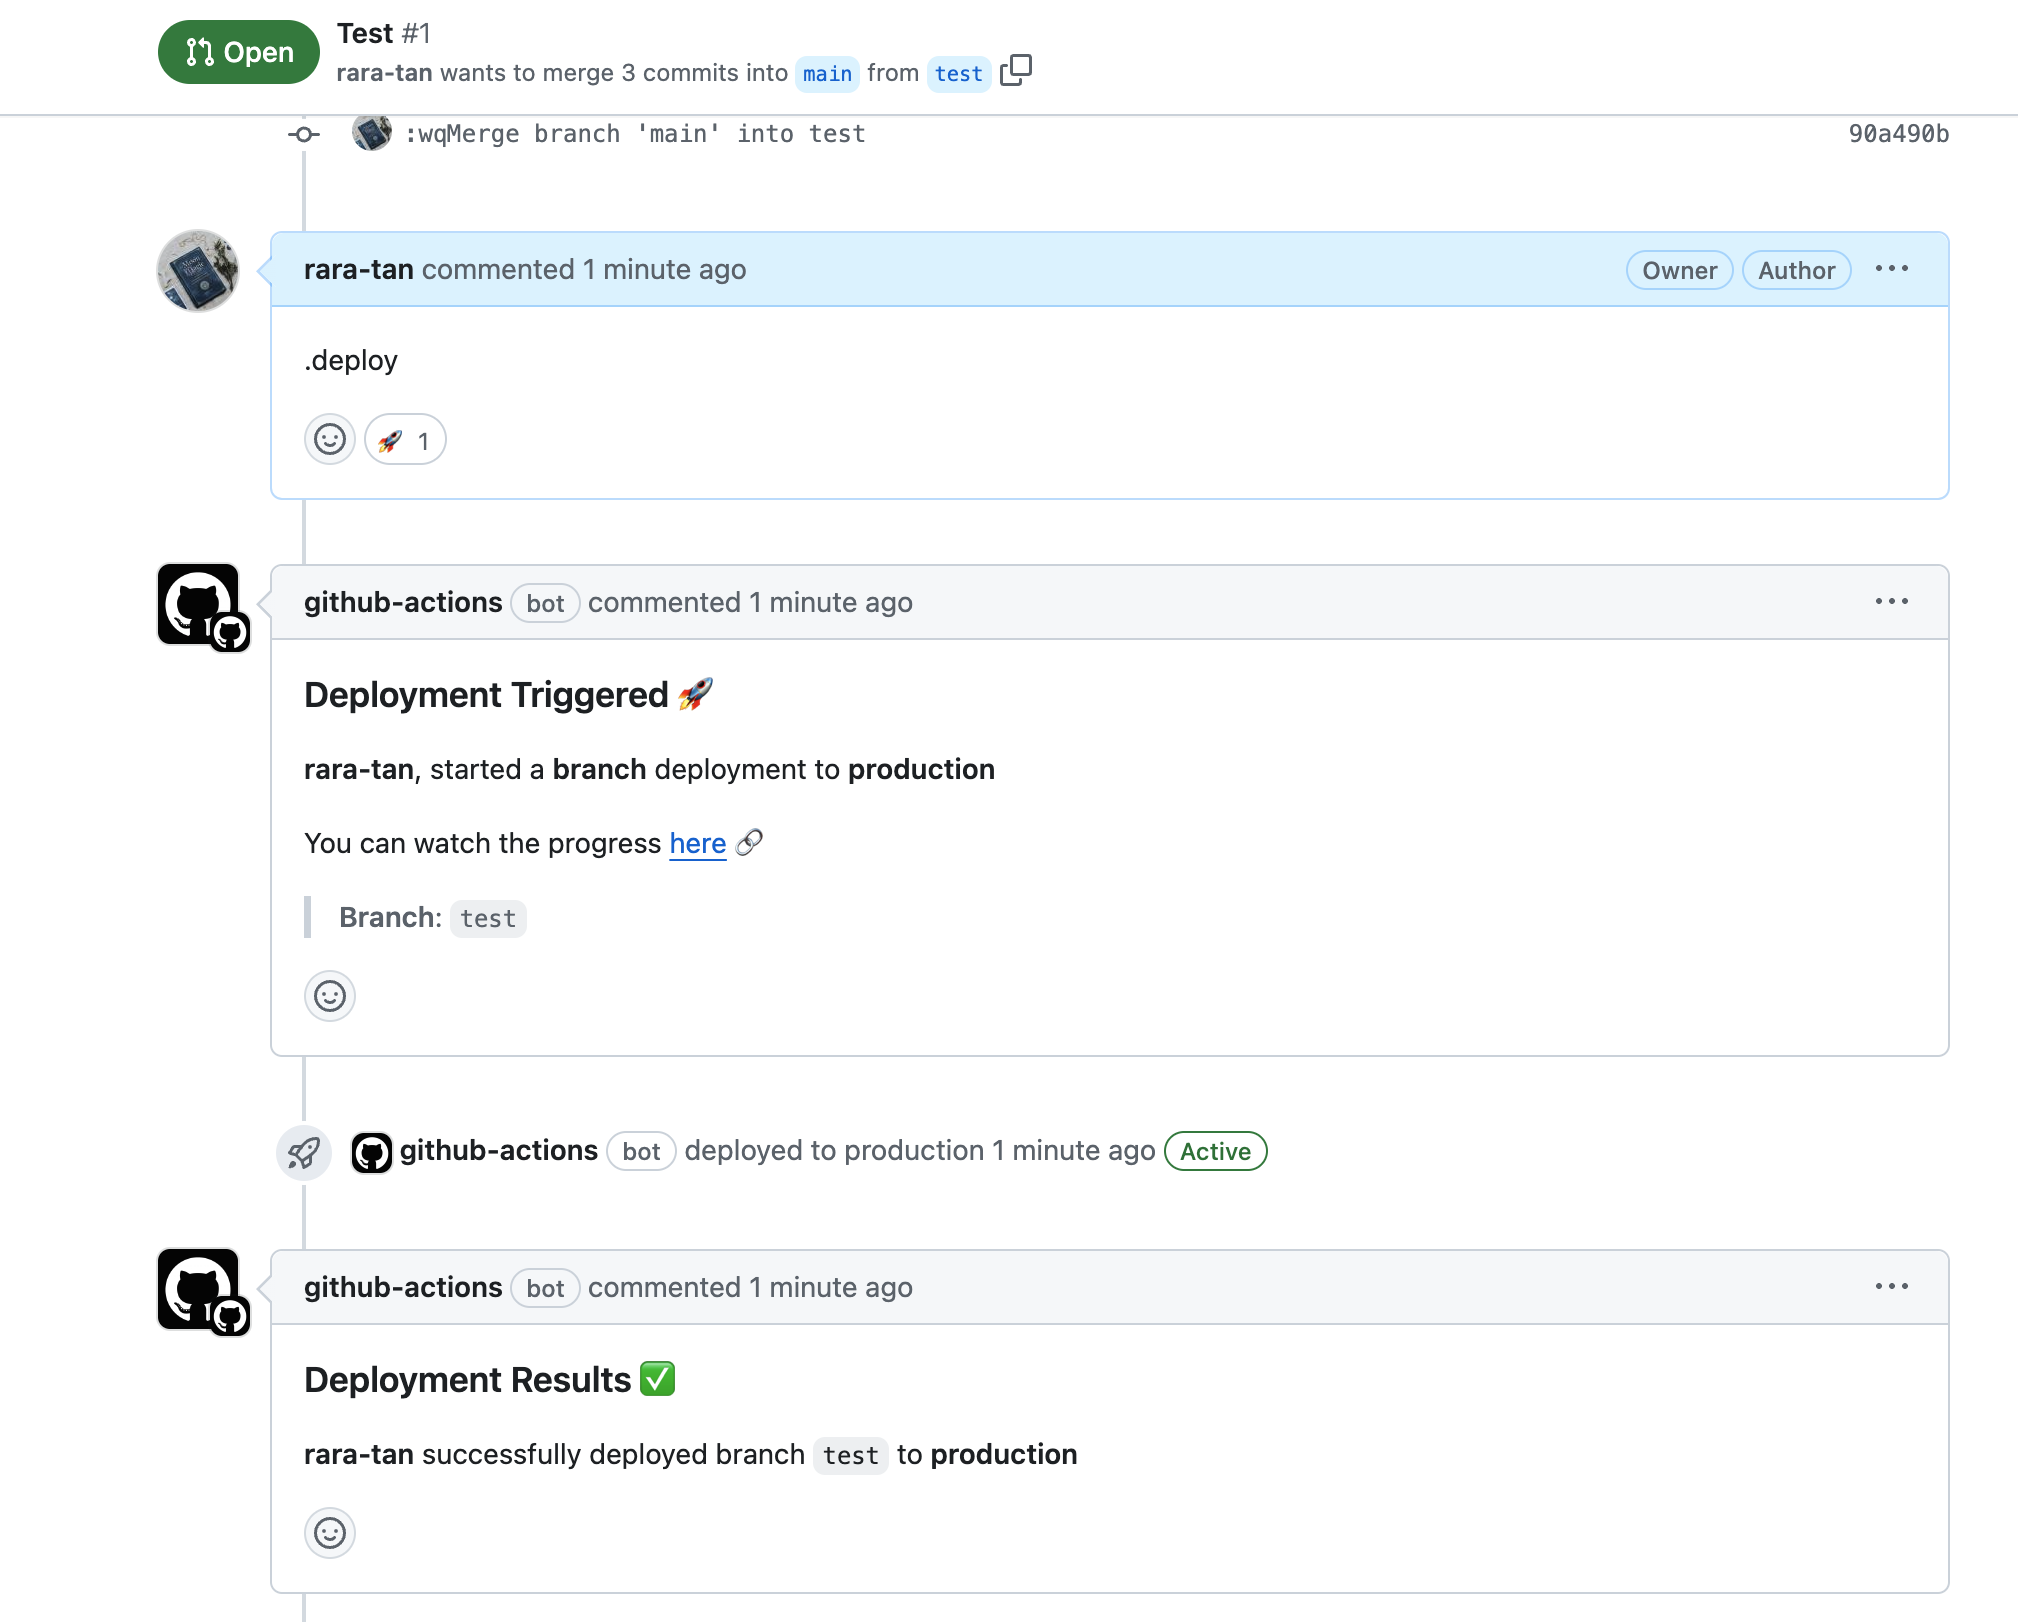 Open
Test #1
rara-tan wants to merge 3 commits into main from test
:wqMerge branch 'main' into test 90a490b
rara-tan commented 1 minute ago Owner Author
.deploy
🚀 1
github-actions bot commented 1 minute ago
Deployment Triggered 🚀
rara-tan, started a branch deployment to production
You can watch the progress here 🔗
Branch: test
github-actions bot deployed to production 1 minute ago Active
github-actions bot commented 1 minute ago
Deployment Results ✅
rara-tan successfully deployed branch test to production